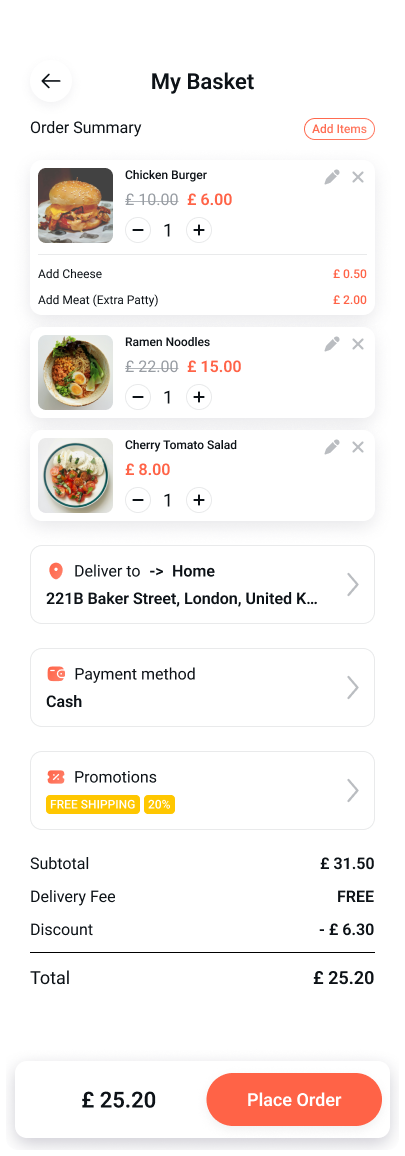 My Basket
Order Summary
Add Items
Chicken Burger
£ 10.00 £ 6.00
1
Add Cheese £ 0.50
Add Meat (Extra Patty) £ 2.00
Ramen Noodles
£ 22.00 £ 15.00
1
Cherry Tomato Salad
£ 8.00
1
Deliver to -> Home
221B Baker Street, London, United K...
Payment method
Cash
Promotions
FREE SHIPPING 20%
Subtotal £ 31.50
Delivery Fee FREE
Discount - £ 6.30
Total £ 25.20
£ 25.20 Place Order